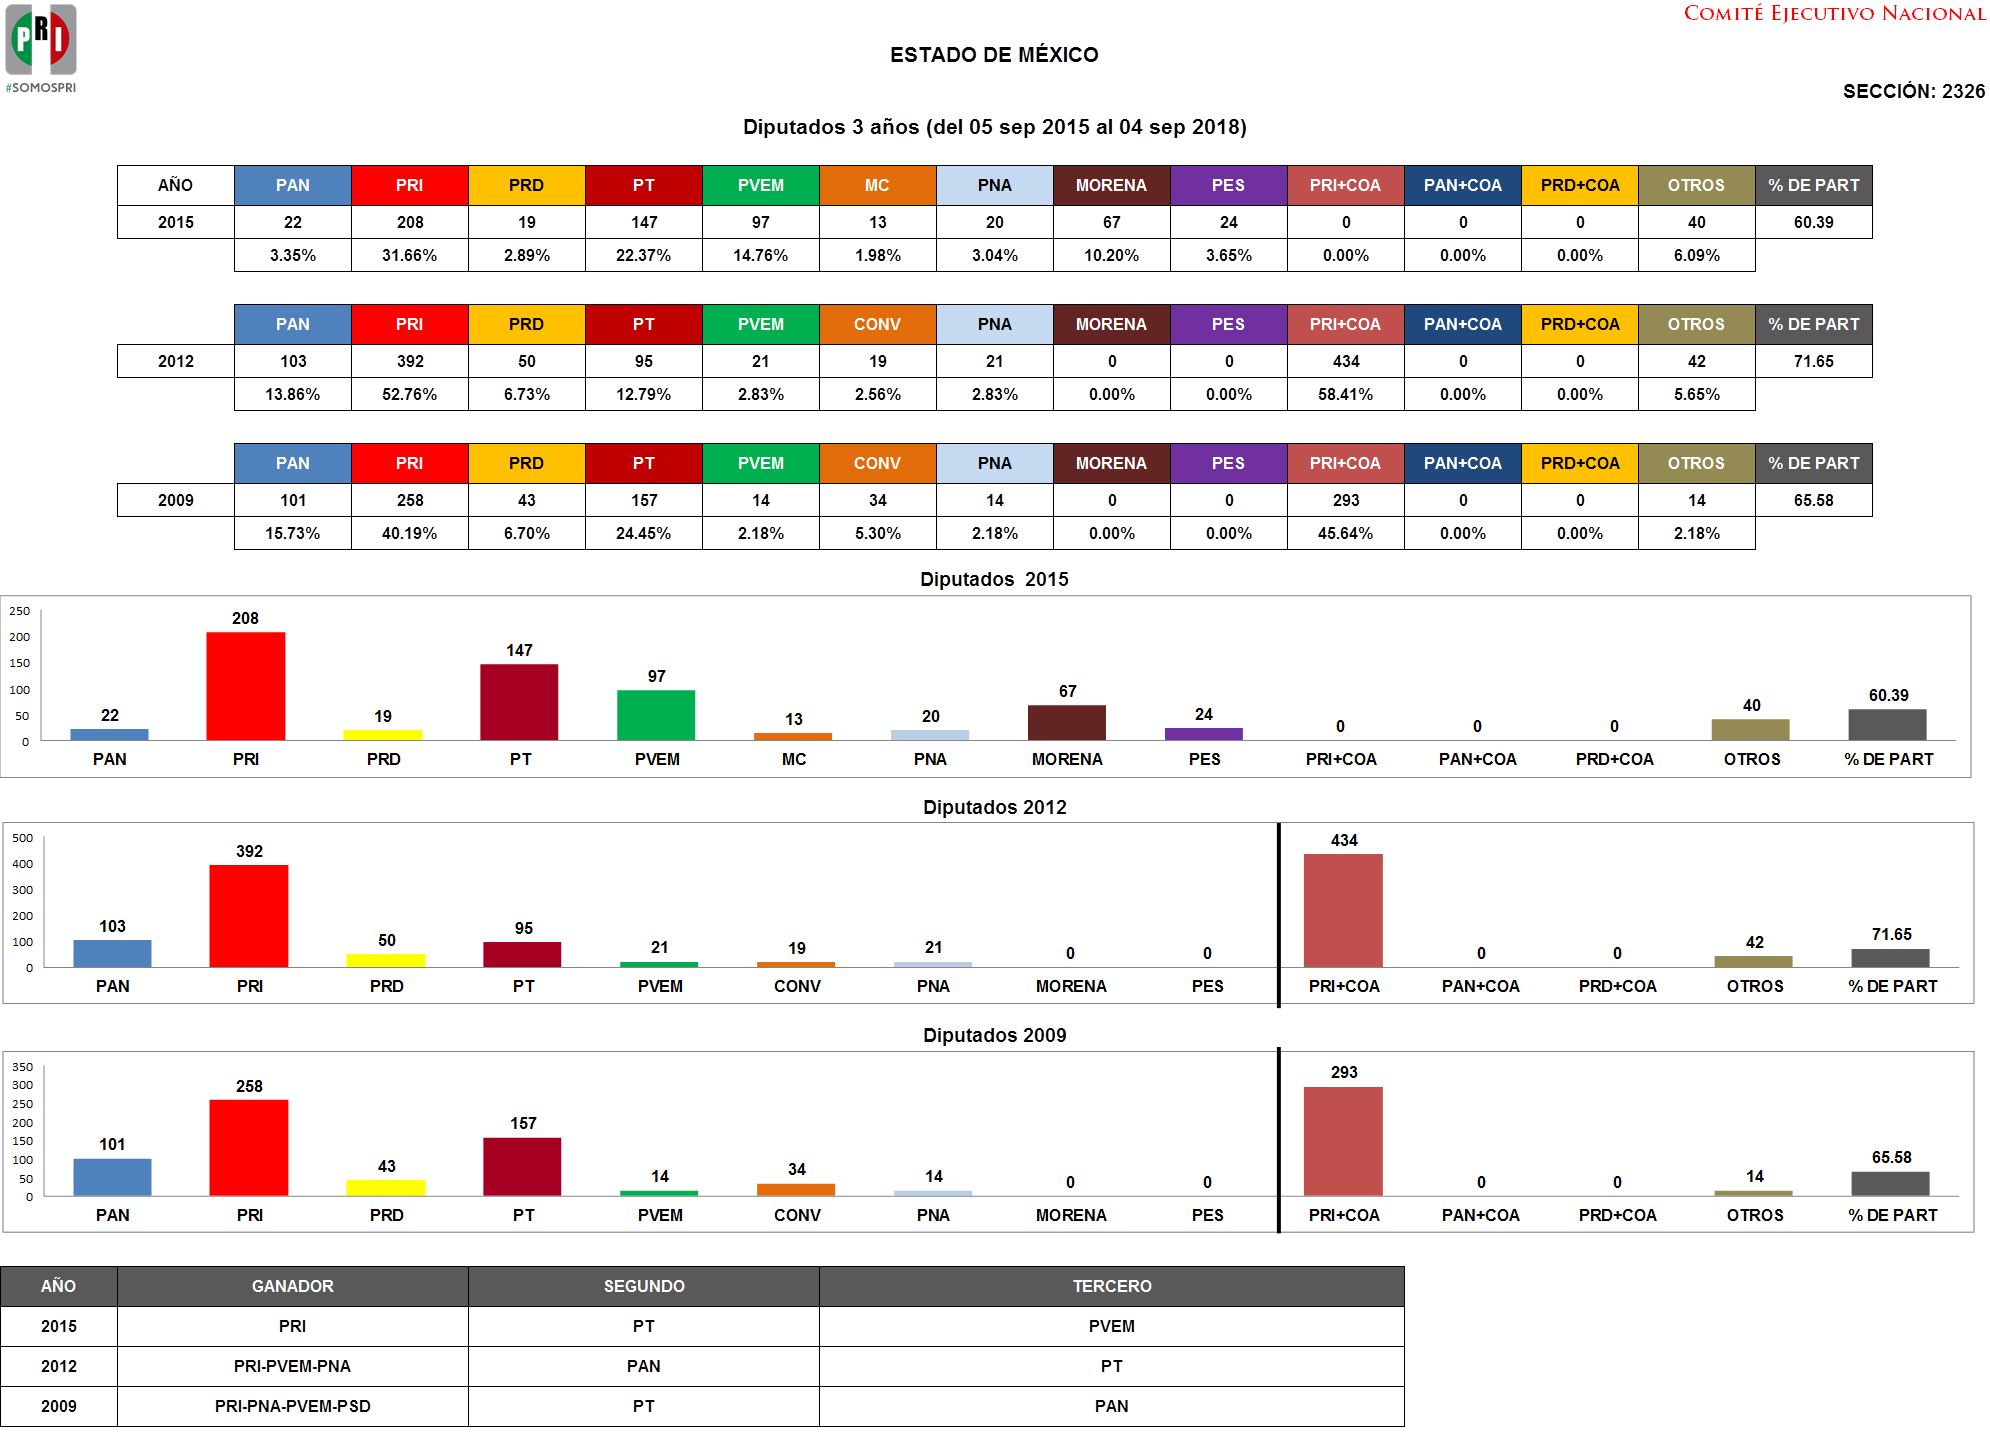 PRI
#SOMOSPRI
COMITÉ EJECUTIVO NACIONAL
ESTADO DE MÉXICO
SECCIÓN: 2326
Diputados 3 años (del 05 sep 2015 al 04 sep 2018)
AÑO PAN PRI PRD PT PVEM MC PNA MORENA PES PRI+COA PAN+COA PRD+COA OTROS % DE PART
2015 22 208 19 147 97 13 20 67 24 0 0 0 40 60.39
3.35% 31.66% 2.89% 22.37% 14.76% 1.98% 3.04% 10.20% 3.65% 0.00% 0.00% 0.00% 6.09%
PAN PRI PRD PT PVEM CONV PNA MORENA PES PRI+COA PAN+COA PRD+COA OTROS % DE PART
2012 103 392 50 95 21 19 21 0 0 434 0 0 42 71.65
13.86% 52.76% 6.73% 12.79% 2.83% 2.56% 2.83% 0.00% 0.00% 58.41% 0.00% 0.00% 5.65%
PAN PRI PRD PT PVEM CONV PNA MORENA PES PRI+COA PAN+COA PRD+COA OTROS % DE PART
2009 101 258 43 157 14 34 14 0 0 293 0 0 14 65.58
15.73% 40.19% 6.70% 24.45% 2.18% 5.30% 2.18% 0.00% 0.00% 45.64% 0.00% 0.00% 2.18%
Diputados 2015
250
200
150
100
50
0
22 208 19 147 97 13 20 67 24 0 0 0 40 60.39
PAN PRI PRD PT PVEM MC PNA MORENA PES PRI+COA PAN+COA PRD+COA OTROS % DE PART
Diputados 2012
500
400
300
200
100
0
103 392 50 95 21 19 21 0 0 434 0 0 42 71.65
PAN PRI PRD PT PVEM CONV PNA MORENA PES PRI+COA PAN+COA PRD+COA OTROS % DE PART
Diputados 2009
350
300
250
200
150
100
50
0
101 258 43 157 14 34 14 0 0 293 0 0 14 65.58
PAN PRI PRD PT PVEM CONV PNA MORENA PES PRI+COA PAN+COA PRD+COA OTROS % DE PART
AÑO GANADOR SEGUNDO TERCERO
2015 PRI PT PVEM
2012 PRI-PVEM-PNA PAN PT
2009 PRI-PNA-PVEM-PSD PT PAN